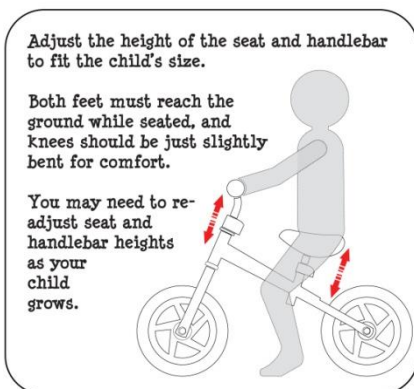 Adjust the height of the seat and handlebar
to fit the child's size.
Both feet must reach the
ground while seated, and
knees should be just slightly
bent for comfort.
You may need to re-
adjust seat and
handlebar heights
as your
child
grows.